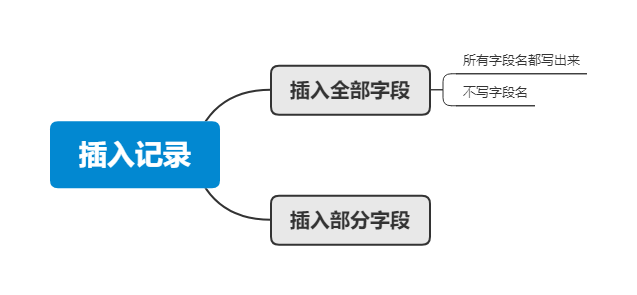 插入记录
插入全部字段
所有字段名都写出来
不写字段名
插入部分字段